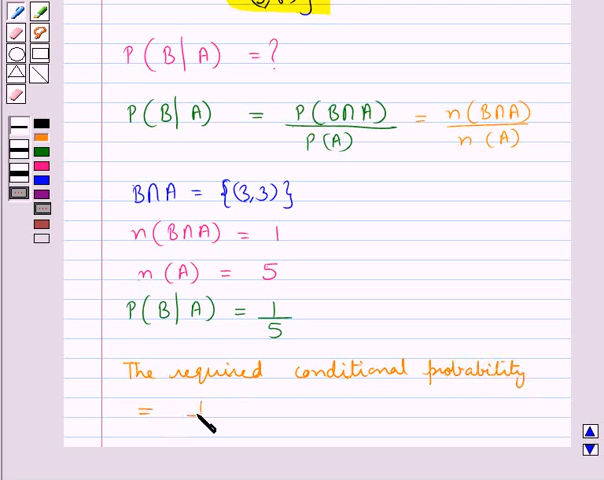 P(B|A) = ?
P(B|A) = P(B∩A)/P(A) = n(B∩A)/n(A)
B∩A = {(3,3)}
n(B∩A) = 1
n(A) = 5
P(B|A) = 1/5
The required conditional probability
=